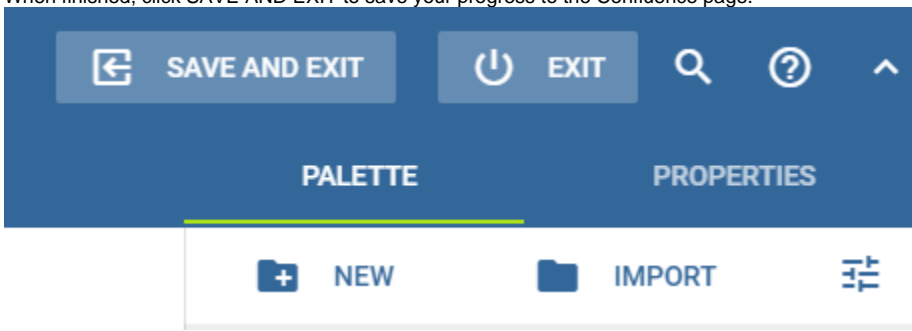 When finished, click SAVE AND EXIT to save your progress to the Confluence page.
SAVE AND EXIT EXIT
PALETTE PROPERTIES
NEW IMPORT